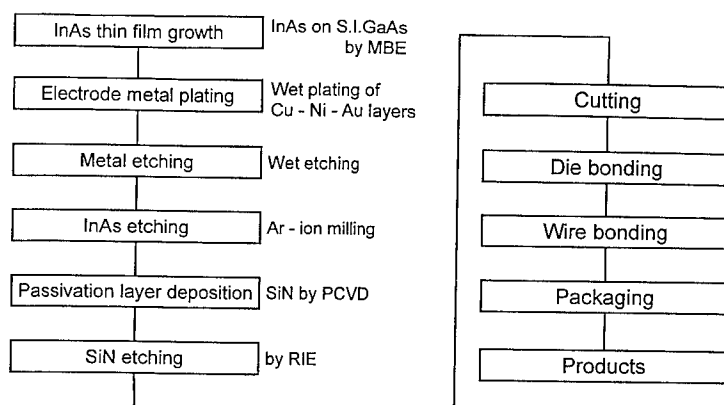 InAs thin film growth
InAs on S.I.GaAs
by MBE
Electrode metal plating
Wet plating of
Cu - Ni - Au layers
Metal etching
Wet etching
InAs etching
Ar - ion milling
Passivation layer deposition
SiN by PCVD
SiN etching
by RIE
Cutting
Die bonding
Wire bonding
Packaging
Products